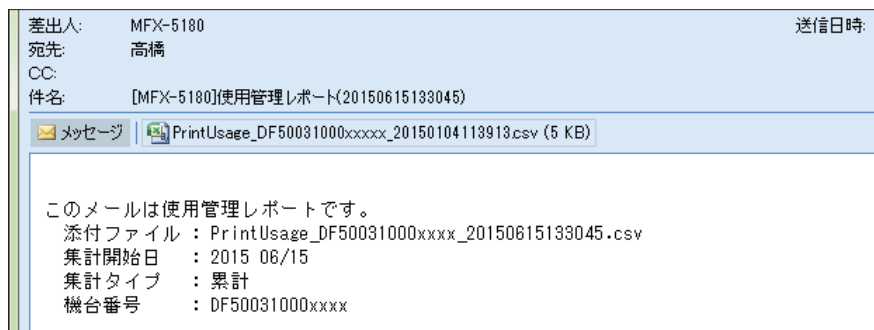 差出人: MFX-5180 送信日時:
宛先: 高橋
CC:
件名: [MFX-5180]使用管理レポート(20150615133045)
メッセージ PrintUsage_DF50031000xxxxx_20150104113913.csv (5 KB)
このメールは使用管理レポートです。
添付ファイル : PrintUsage_DF50031000xxxx_20150615133045.csv
集計開始日 : 2015 06/15
集計タイプ : 累計
機台番号 : DF50031000xxxx